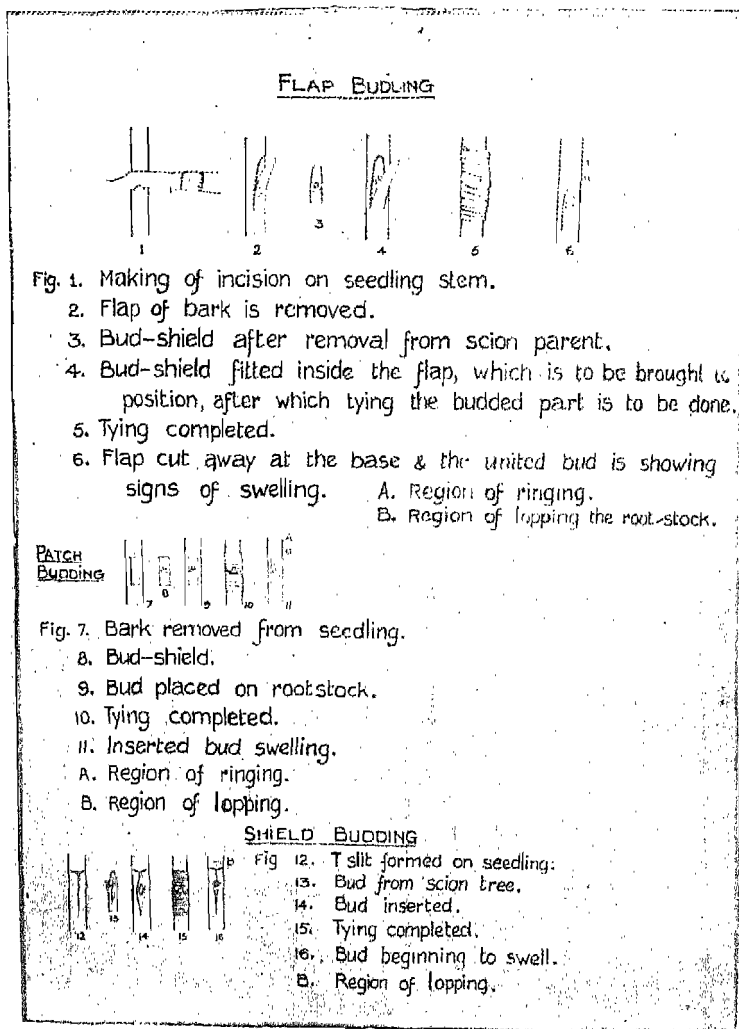 FLAP BUDLING
1 2 3 4 5 6
Fig. 1. Making of incision on seedling stem.
2. Flap of bark is removed.
3. Bud-shield after removal from scion parent.
4. Bud-shield fitted inside the flap, which is to be brought
position, after which tying the budded part is to be done.
5. Tying completed.
6. Flap cut away at the base & the united bud is showing
signs of swelling. A. Region of ringing.
B. Region of lopping the root-stock.
PATCH
BUDDING
7 8 9 10 11
A
Fig. 7. Bark removed from seedling.
8. Bud-shield.
9. Bud placed on rootstock.
10. Tying completed.
11. Inserted bud swelling.
A. Region of ringing.
B. Region of lopping.
SHIELD BUDDING
12 13 14 15 16
B
Fig 12. T slit formed on seedling.
13. Bud from scion tree.
14. Bud inserted.
15. Tying completed.
16. Bud beginning to swell.
B. Region of lopping.